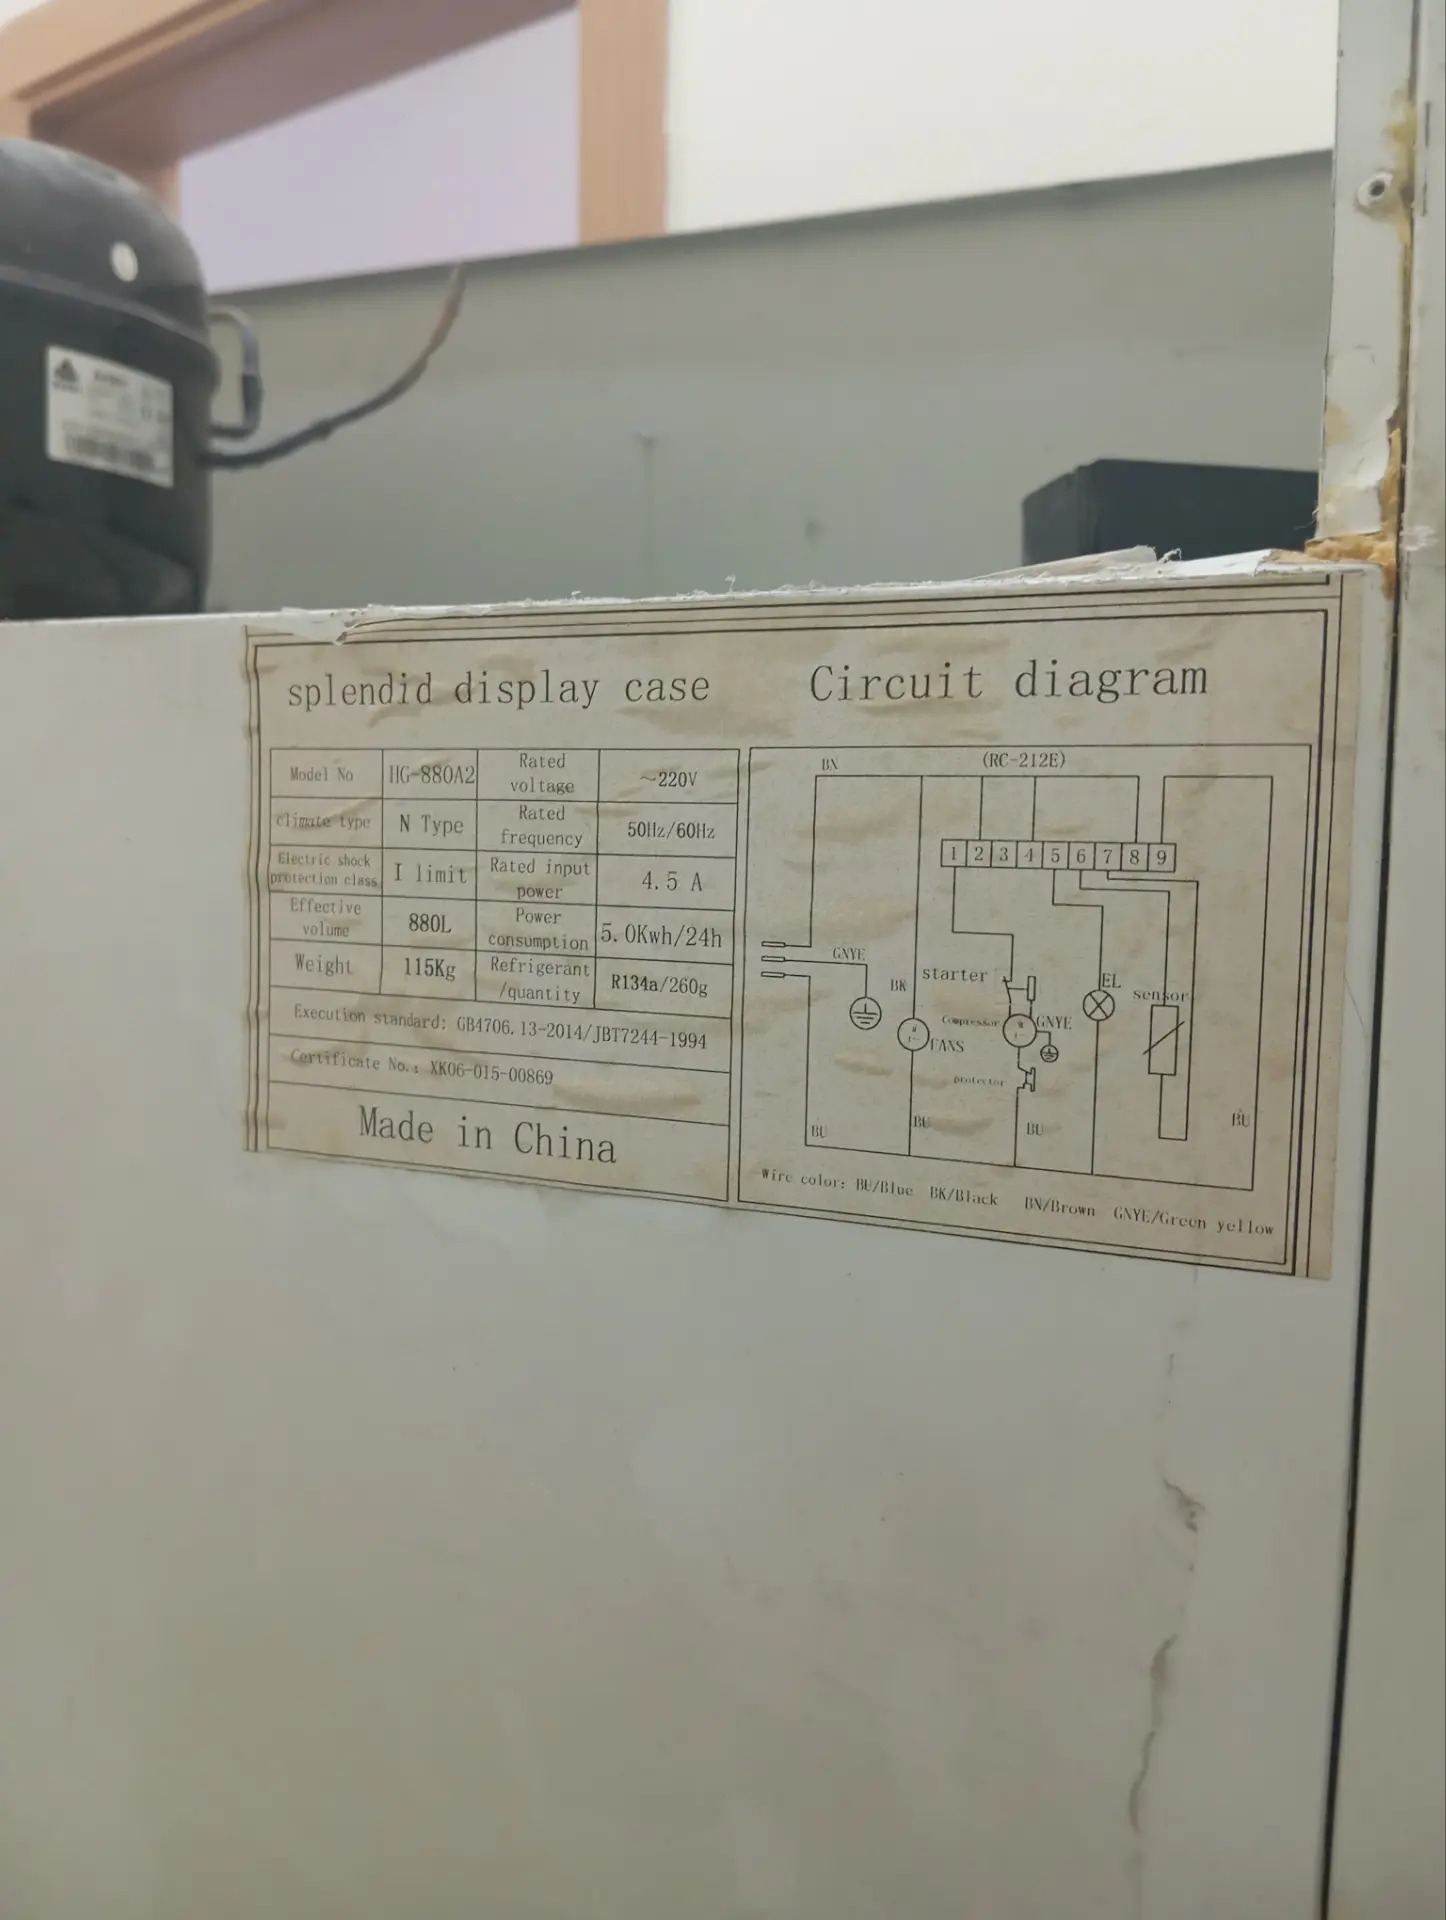 splendid display case
Circuit diagram
Model No HG-880A2 Rated voltage ~220V
Climate type N Type Rated frequency 50Hz/60Hz
Electric shock protection class I limit Rated input power 4.5 A
Effective volume 880L Power consumption 5.0Kwh/24h
Weight 115Kg Refrigerant /quantity R134a/260g
Execution standard: GB4706.13-2014/JBT7244-1994
Certificate No.: XK06-015-00869
Made in China
BN
(RC-212E)
1 2 3 4 5 6 7 8 9
GNYE
BK
starter
EL
sensor
Compressor
GNYE
FANS
protector
BU
BU
BU
BU
Wire color: BU/Blue BK/Black BN/Brown GNYE/Green yellow